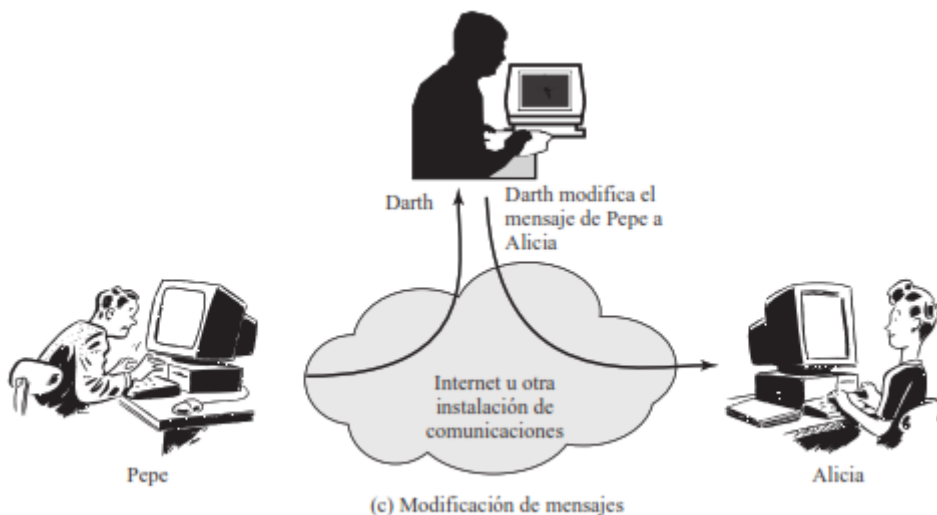 Darth
Darth modifica el
mensaje de Pepe a
Alicia
Internet u otra
instalación de
comunicaciones
Pepe
Alicia
(c) Modificación de mensajes